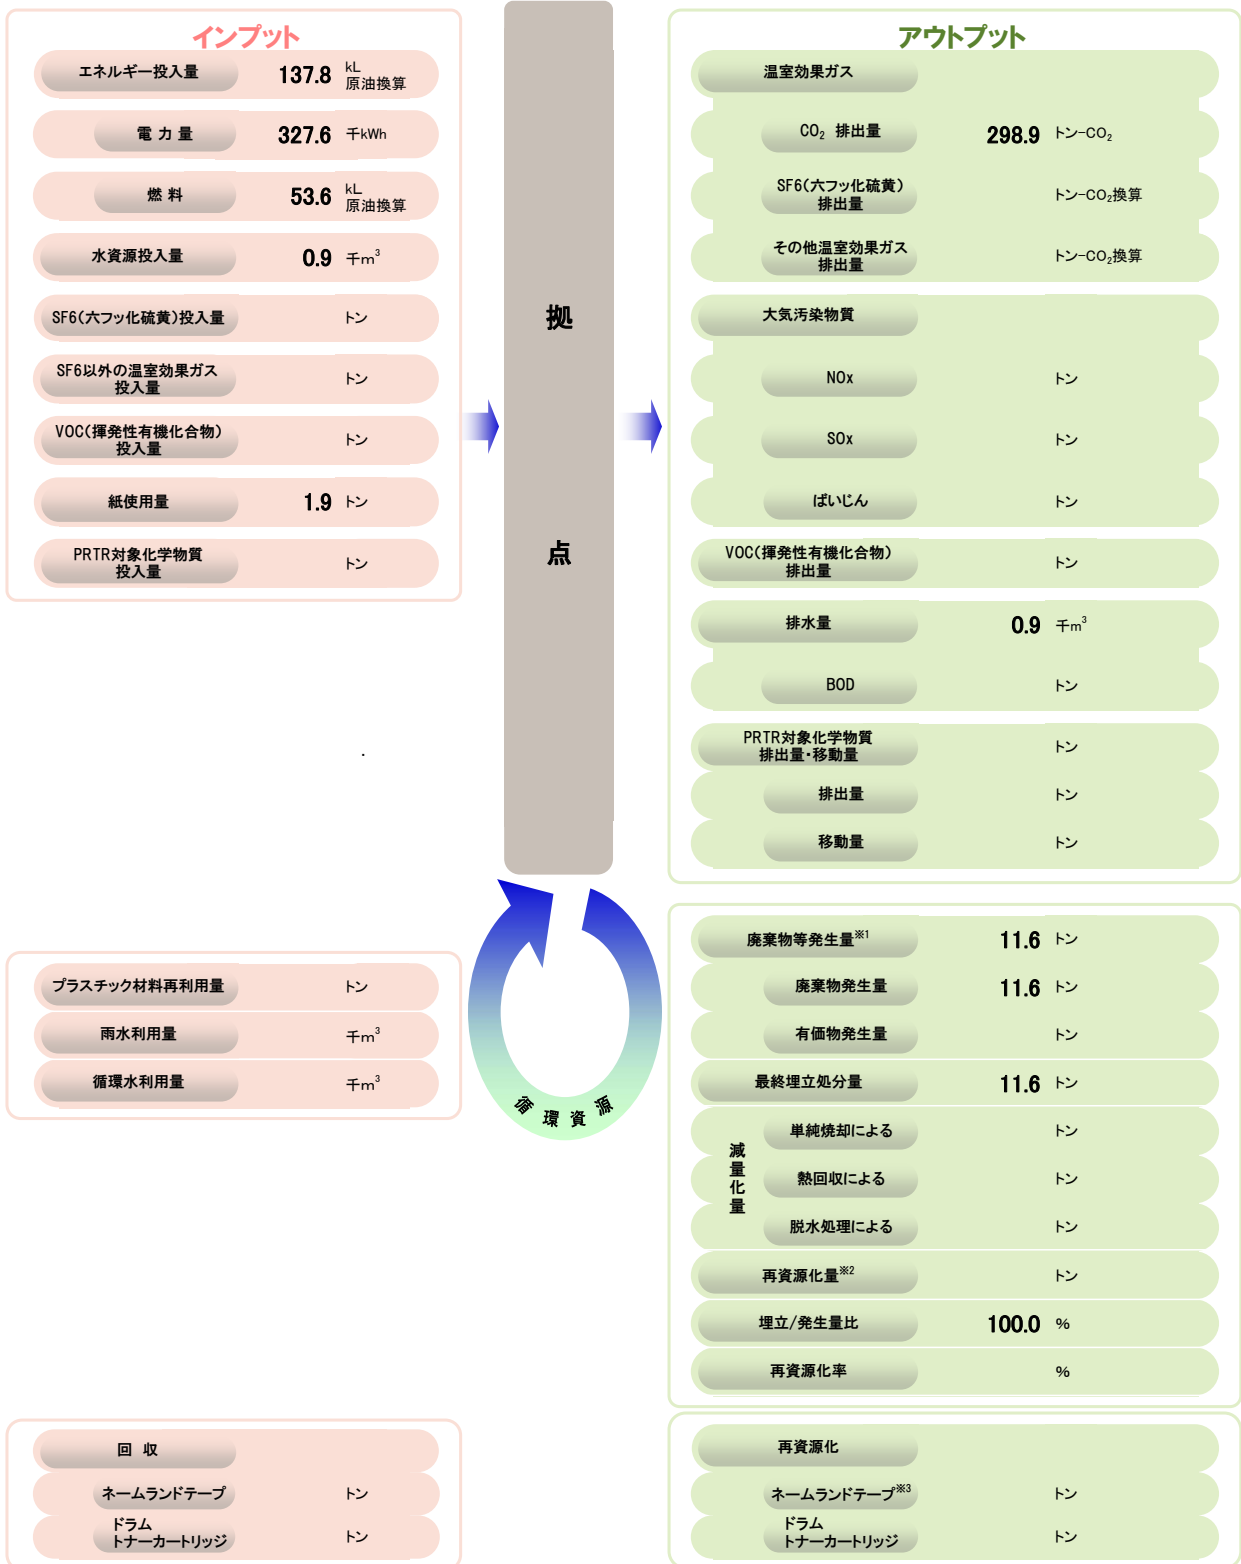 インプット
エネルギー投入量 137.8 kL
原油換算
電 力 量 327.6 千kWh
燃 料 53.6 kL
原油換算
水資源投入量 0.9 千m³
SF6(六フッ化硫黄)投入量 トン
SF6以外の温室効果ガス
投入量 トン
VOC(揮発性有機化合物)
投入量 トン
紙使用量 1.9 トン
PRTR対象化学物質
投入量 トン
拠
点
アウトプット
温室効果ガス
CO₂ 排出量 298.9 トン-CO₂
SF6(六フッ化硫黄)
排出量 トン-CO₂換算
その他温室効果ガス
排出量 トン-CO₂換算
大気汚染物質
NOx トン
SOx トン
ばいじん トン
VOC(揮発性有機化合物)
排出量 トン
排水量 0.9 千m³
BOD トン
PRTR対象化学物質
排出量・移動量 トン
排出量 トン
移動量 トン
プラスチック材料再利用量 トン
雨水利用量 千m³
循環水利用量 千m³
循環資源
廃棄物等発生量※1 11.6 トン
廃棄物発生量 11.6 トン
有価物発生量 トン
最終埋立処分量 11.6 トン
減量化量
単純焼却による トン
熱回収による トン
脱水処理による トン
再資源化量※2 トン
埋立/発生量比 100.0 %
再資源化率 %
回 収
ネームランドテープ トン
ドラム
トナーカートリッジ トン
再資源化
ネームランドテープ※3 トン
ドラム
トナーカートリッジ トン